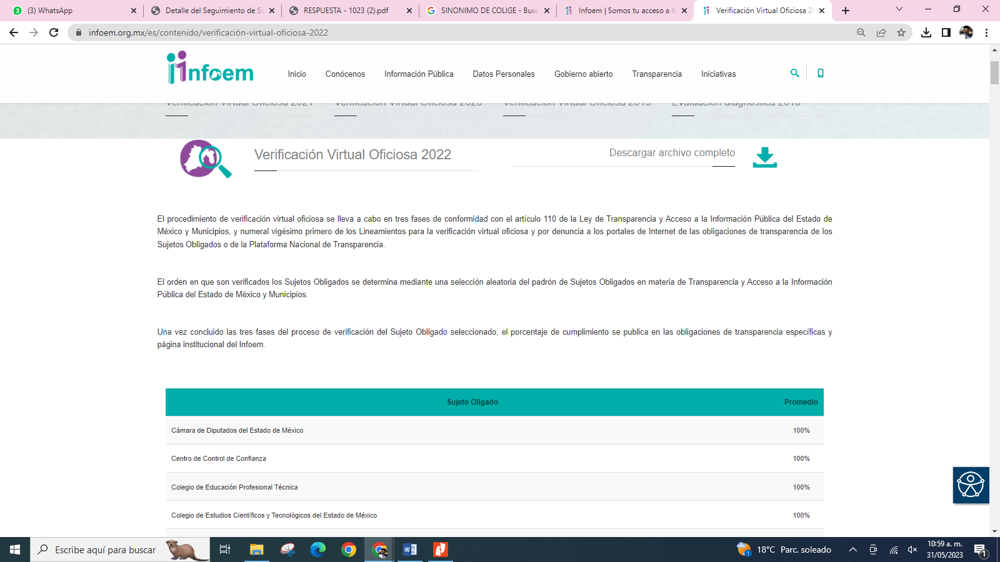 (3) WhatsApp
Detalle del Seguimiento de So
RESPUESTA - 1023 (2).pdf
SINONIMO DE COLIGE - Busc
Infoem | Somos tu acceso a la
Verificación Virtual Oficiosa 2
infoem.org.mx/es/contenido/verificación-virtual-oficiosa-2022
infoem
Inicio
Conócenos
Información Pública
Datos Personales
Gobierno abierto
Transparencia
Iniciativas
Verificación Virtual Oficiosa 2021
Verificación Virtual Oficiosa 2020
Verificación Virtual Oficiosa 2019
Evaluación diagnóstica 2018
Verificación Virtual Oficiosa 2022
Descargar archivo completo
El procedimiento de verificación virtual oficiosa se lleva a cabo en tres fases de conformidad con el artículo 110 de la Ley de Transparencia y Acceso a la Información Pública del Estado de
México y Municipios, y numeral vigésimo primero de los Lineamientos para la verificación virtual oficiosa y por denuncia a los portales de Internet de las obligaciones de transparencia de los
Sujetos Obligados o de la Plataforma Nacional de Transparencia.
El orden en que son verificados los Sujetos Obligados se determina mediante una selección aleatoria del padrón de Sujetos Obligados en materia de Transparencia y Acceso a la Información
Pública del Estado de México y Municipios.
Una vez concluido las tres fases del proceso de verificación del Sujeto Obligado seleccionado, el porcentaje de cumplimiento se publica en las obligaciones de transparencia específicas y
página institucional del Infoem.
Sujeto Oligado Promedio
Cámara de Diputados del Estado de México 100%
Centro de Control de Confianza 100%
Colegio de Educación Profesional Técnica 100%
Colegio de Estudios Científicos y Tecnológicos del Estado de México 100%
Escribe aquí para buscar
18°C Parc. soleado
10:59 a. m.
31/05/2023
1